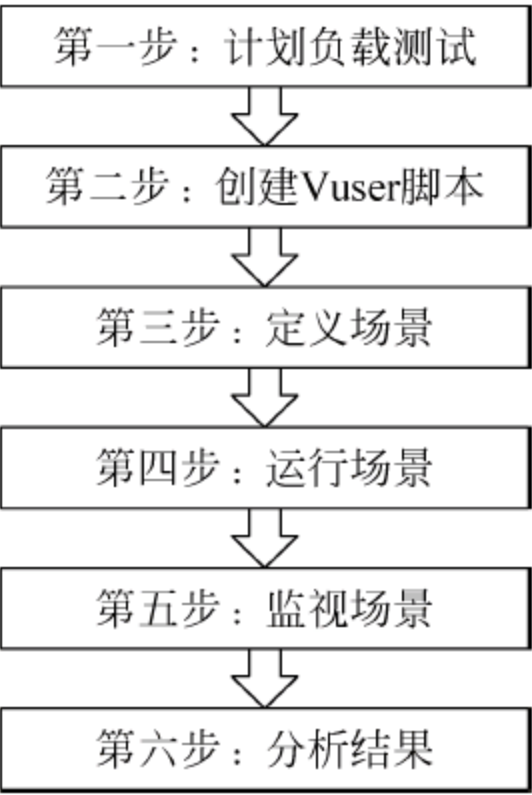 第一步：计划负载测试
第二步：创建Vuser脚本
第三步：定义场景
第四步：运行场景
第五步：监视场景
第六步：分析结果